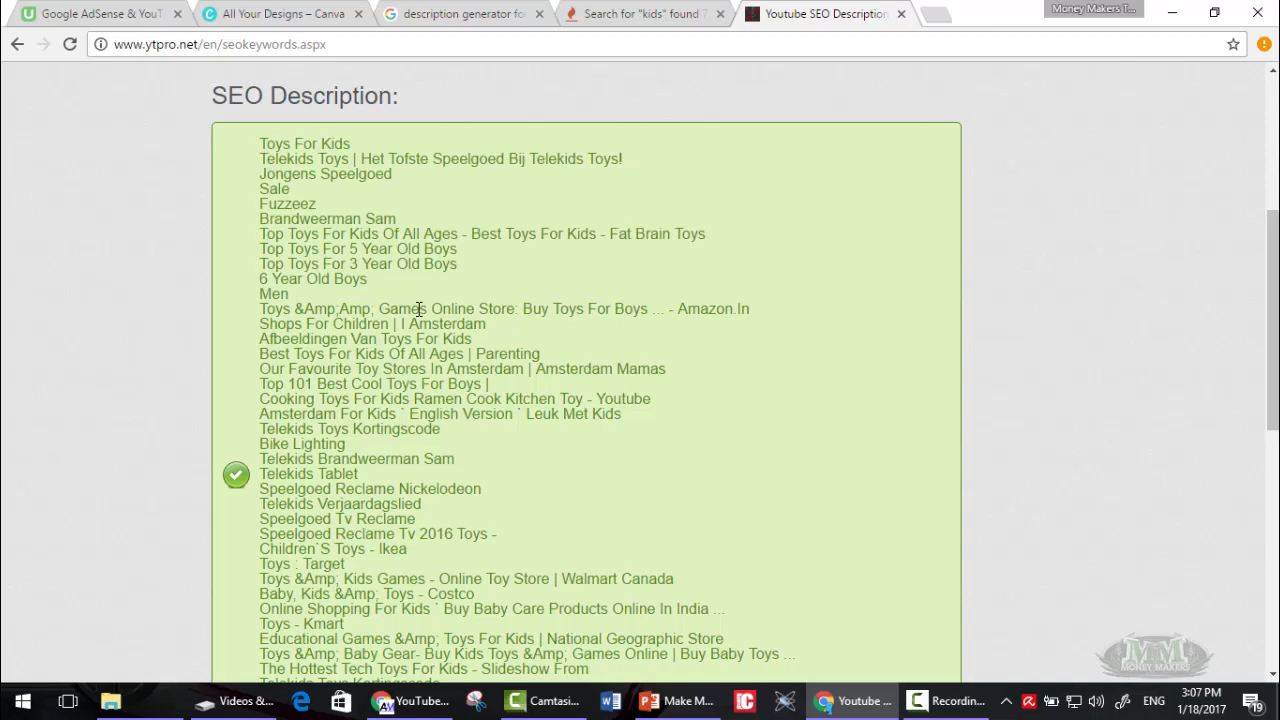 Google AdSense & YouT
All Your Designes – Canva
description generator fo
Search for "kids" found 7
Youtube SEO Description
Money Makers T...
www.ytpro.net/en/seokeywords.aspx
SEO Description:
Toys For Kids
Telekids Toys | Het Tofste Speelgoed Bij Telekids Toys!
Jongens Speelgoed
Sale
Fuzzeez
Brandweerman Sam
Top Toys For Kids Of All Ages - Best Toys For Kids - Fat Brain Toys
Top Toys For 5 Year Old Boys
Top Toys For 3 Year Old Boys
6 Year Old Boys
Men
Toys &Amp;Amp; Games Online Store: Buy Toys For Boys ... - Amazon.In
Shops For Children | I Amsterdam
Afbeeldingen Van Toys For Kids
Best Toys For Kids Of All Ages | Parenting
Our Favourite Toy Stores In Amsterdam | Amsterdam Mamas
Top 101 Best Cool Toys For Boys |
Cooking Toys For Kids Ramen Cook Kitchen Toy - Youtube
Amsterdam For Kids ` English Version ` Leuk Met Kids
Telekids Toys Kortingscode
Bike Lighting
Telekids Brandweerman Sam
Telekids Tablet
Speelgoed Reclame Nickelodeon
Telekids Verjaardagslied
Speelgoed Tv Reclame
Speelgoed Reclame Tv 2016 Toys -
Children`S Toys - Ikea
Toys : Target
Toys &Amp; Kids Games - Online Toy Store | Walmart Canada
Baby, Kids &Amp; Toys - Costco
Online Shopping For Kids ` Buy Baby Care Products Online In India ...
Toys - Kmart
Educational Games &Amp; Toys For Kids | National Geographic Store
Toys &Amp; Baby Gear- Buy Kids Toys &Amp; Games Online | Buy Baby Toys ...
The Hottest Tech Toys For Kids - Slideshow From
Telekids Toys Kortingscode
MM
MONEY MAKERS
Videos &...
YouTube...
Camtasi...
Make M...
Youtube ...
Recordin...
ENG
3:07 PM
1/18/2017
19